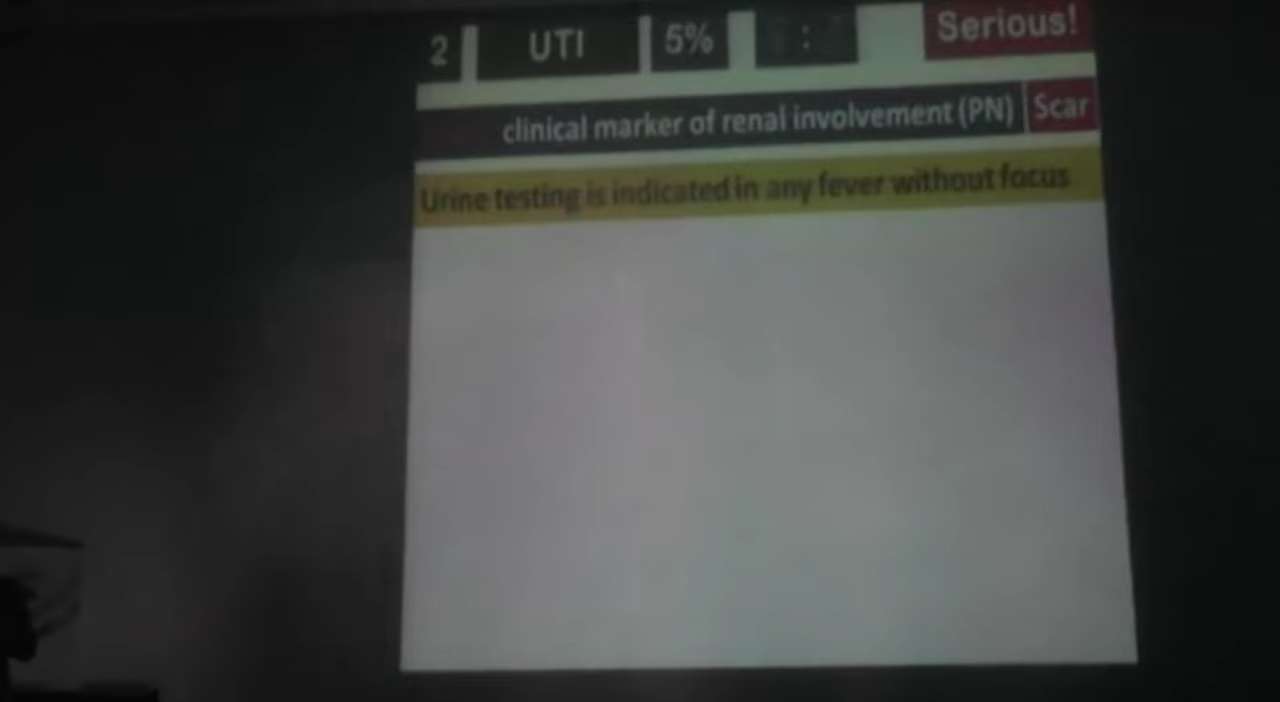 2 UTI 5% : Serious!
clinical marker of renal involvement (PN) Scar
Urine testing is indicated in any fever without focus